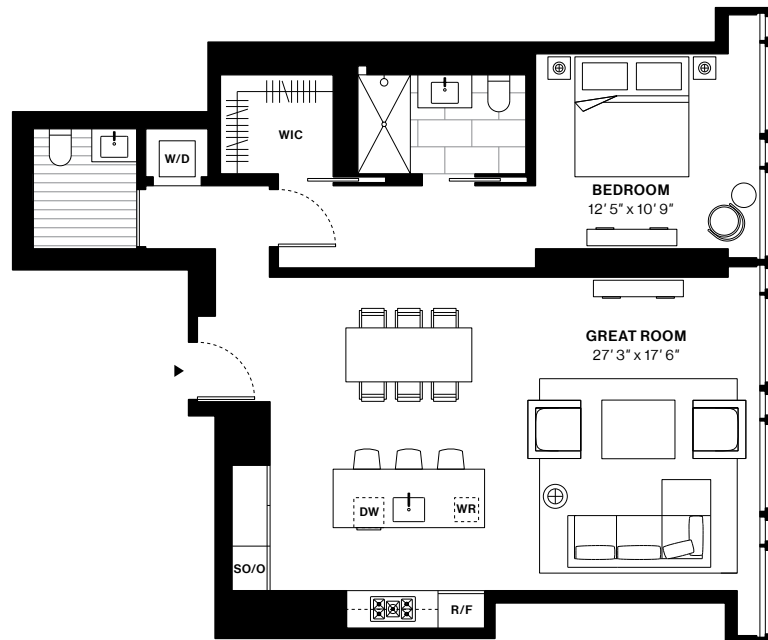 WIC
W/D
BEDROOM
12' 5" x 10' 9"
GREAT ROOM
27' 3" x 17' 6"
DW
WR
SO/O
R/F